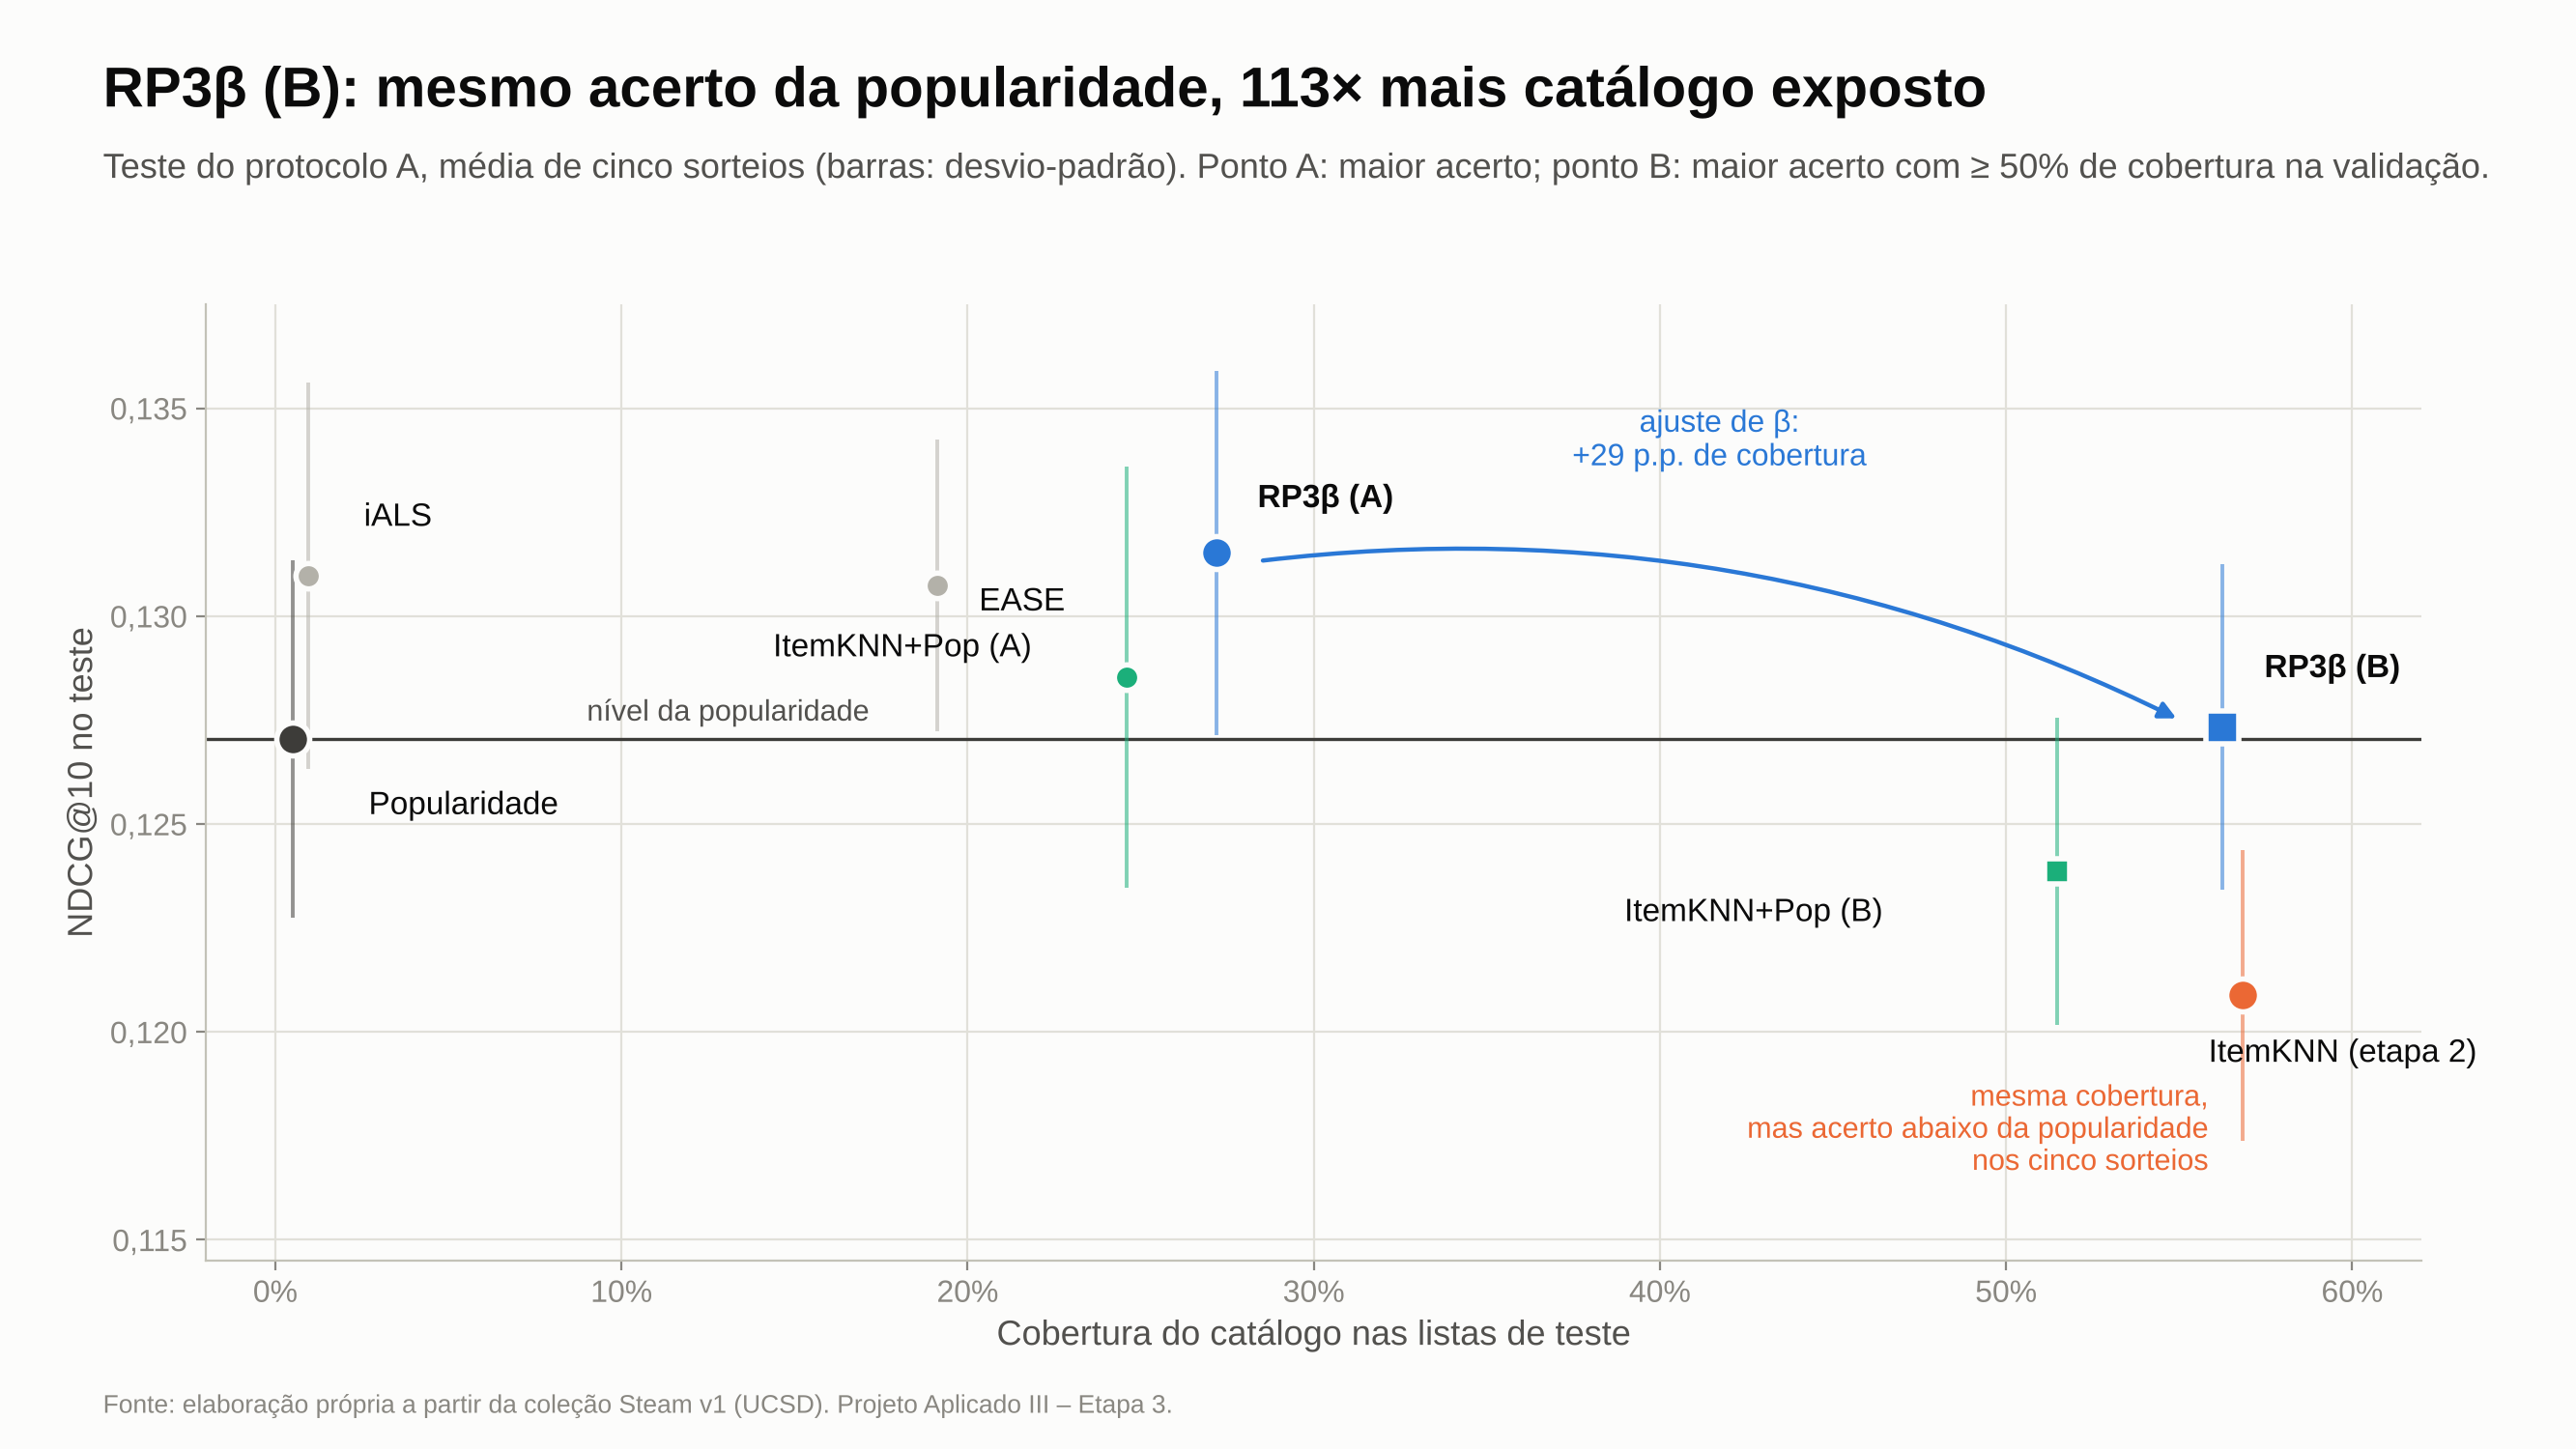 RP3β (B): mesmo acerto da popularidade, 113× mais catálogo exposto
Teste do protocolo A, média de cinco sorteios (barras: desvio-padrão). Ponto A: maior acerto; ponto B: maior acerto com ≥ 50% de cobertura na validação.
NDCG@10 no teste
0,135
0,130
0,125
0,120
0,115
ajuste de β:
+29 p.p. de cobertura
RP3β (A)
iALS
EASE
ItemKNN+Pop (A)
RP3β (B)
nível da popularidade
Popularidade
ItemKNN+Pop (B)
ItemKNN (etapa 2)
mesma cobertura,
mas acerto abaixo da popularidade
nos cinco sorteios
0%
10%
20%
30%
40%
50%
60%
Cobertura do catálogo nas listas de teste
Fonte: elaboração própria a partir da coleção Steam v1 (UCSD). Projeto Aplicado III – Etapa 3.